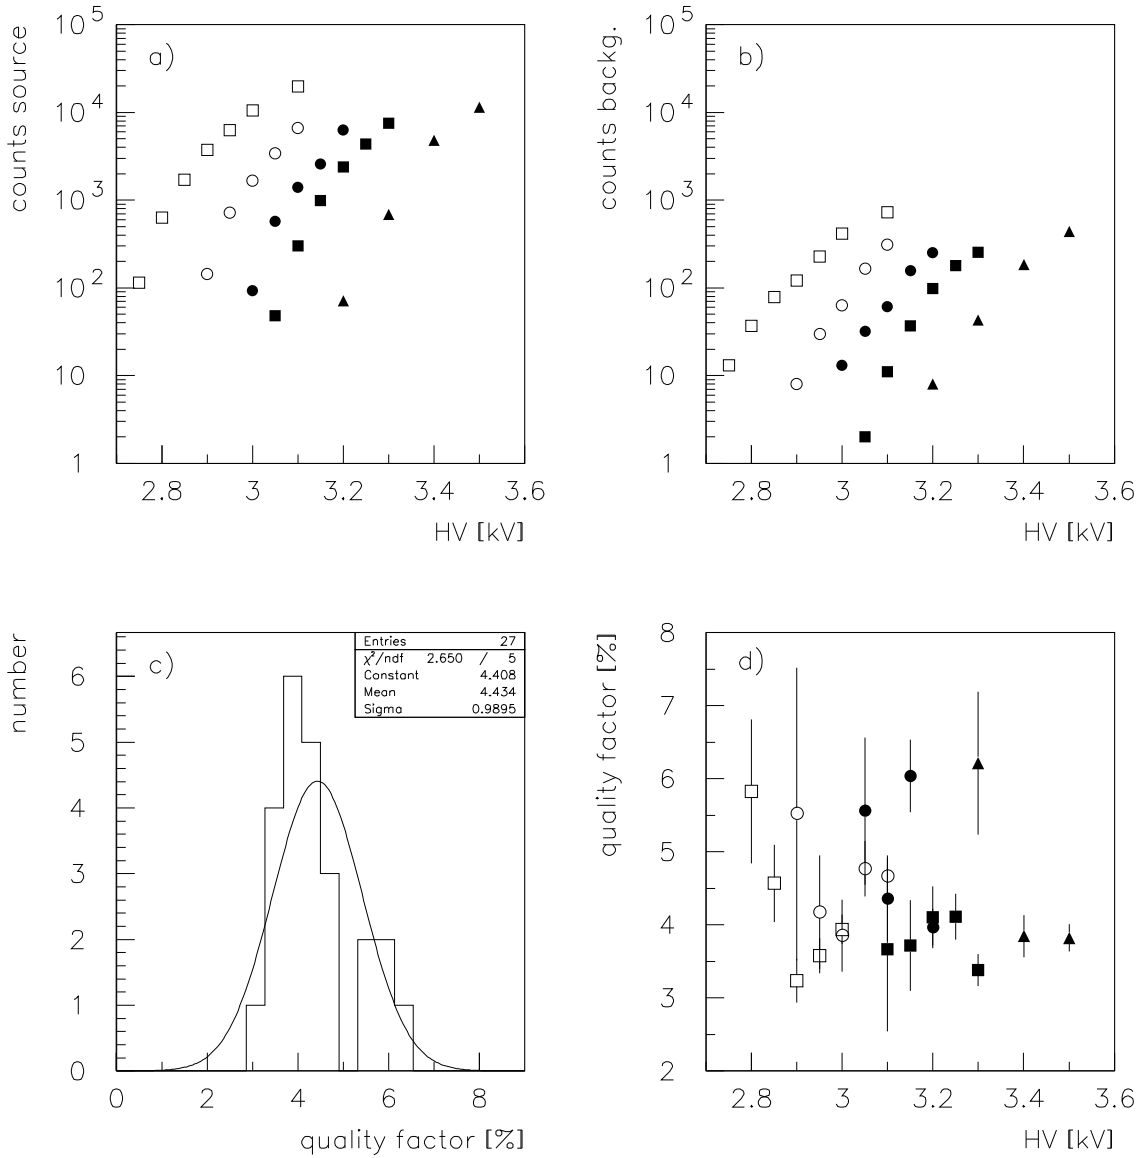 counts source
a)
10^5
10^4
10^3
10^2
10
1
2.8 3 3.2 3.4 3.6
HV [kV]
counts backg.
b)
10^5
10^4
10^3
10^2
10
1
2.8 3 3.2 3.4 3.6
HV [kV]
number
c)
Entries 27
χ²/ndf 2.650 / 5
Constant 4.408
Mean 4.434
Sigma 0.9895
6
5
4
3
2
1
0
0 2 4 6 8
quality factor [%]
quality factor [%]
d)
8
7
6
5
4
3
2
2.8 3 3.2 3.4 3.6
HV [kV]